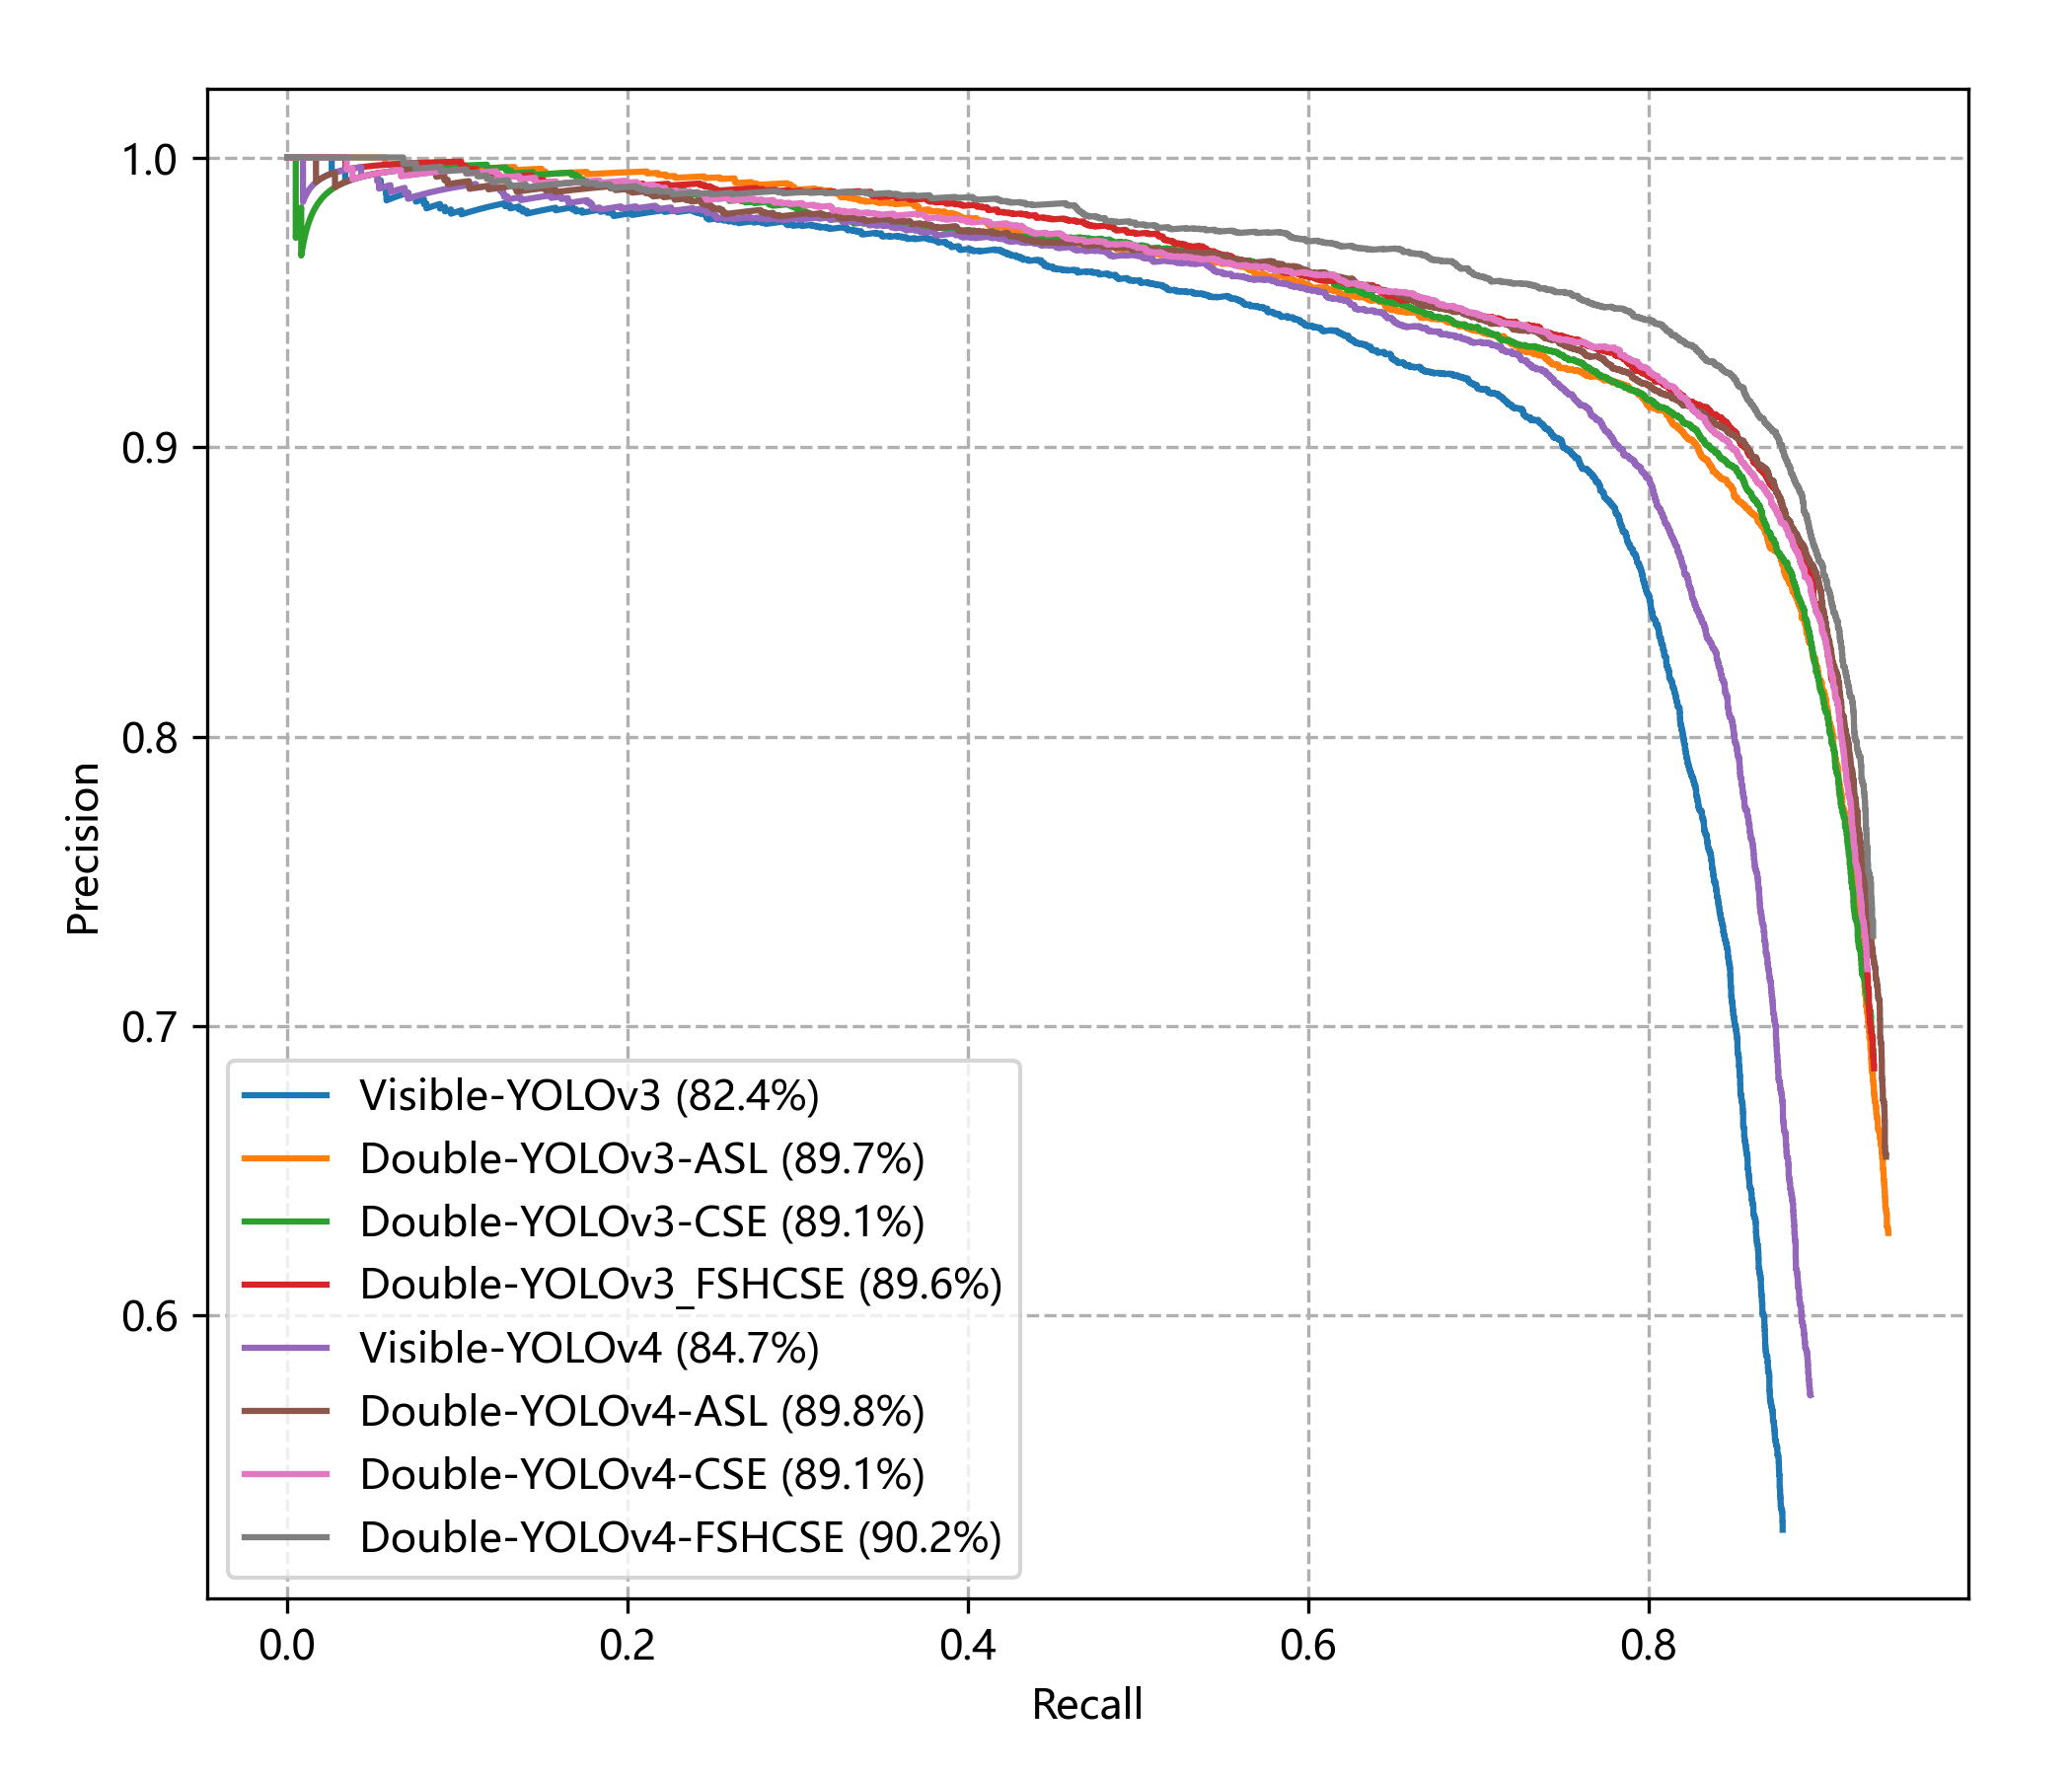 1.0
0.9
0.8
0.7
0.6
Precision
Visible-YOLOv3 (82.4%)
Double-YOLOv3-ASL (89.7%)
Double-YOLOv3-CSE (89.1%)
Double-YOLOv3_FSHCSE (89.6%)
Visible-YOLOv4 (84.7%)
Double-YOLOv4-ASL (89.8%)
Double-YOLOv4-CSE (89.1%)
Double-YOLOv4-FSHCSE (90.2%)
0.0 0.2 0.4 0.6 0.8
Recall